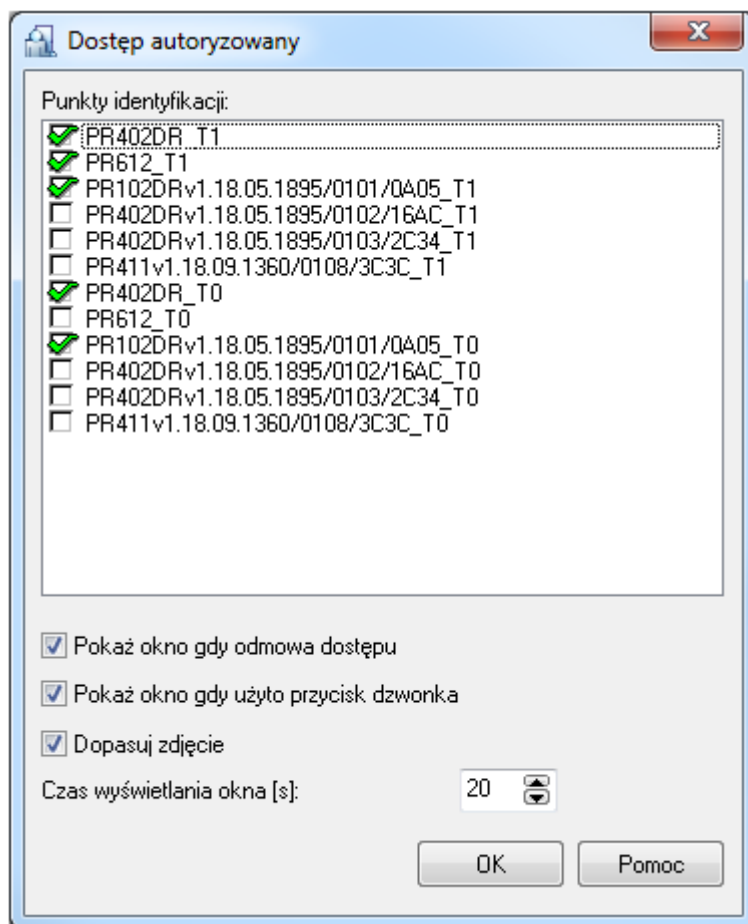 Dostęp autoryzowany
Punkty identyfikacji:
PR402DR_T1
PR612_T1
PR102DRv1.18.05.1895/0101/0A05_T1
PR402DRv1.18.05.1895/0102/16AC_T1
PR402DRv1.18.05.1895/0103/2C34_T1
PR411v1.18.09.1360/0108/3C3C_T1
PR402DR_T0
PR612_T0
PR102DRv1.18.05.1895/0101/0A05_T0
PR402DRv1.18.05.1895/0102/16AC_T0
PR402DRv1.18.05.1895/0103/2C34_T0
PR411v1.18.09.1360/0108/3C3C_T0
Pokaż okno gdy odmowa dostępu
Pokaż okno gdy użyto przycisk dzwonka
Dopasuj zdjęcie
Czas wyświetlania okna [s]: 20
OK Pomoc